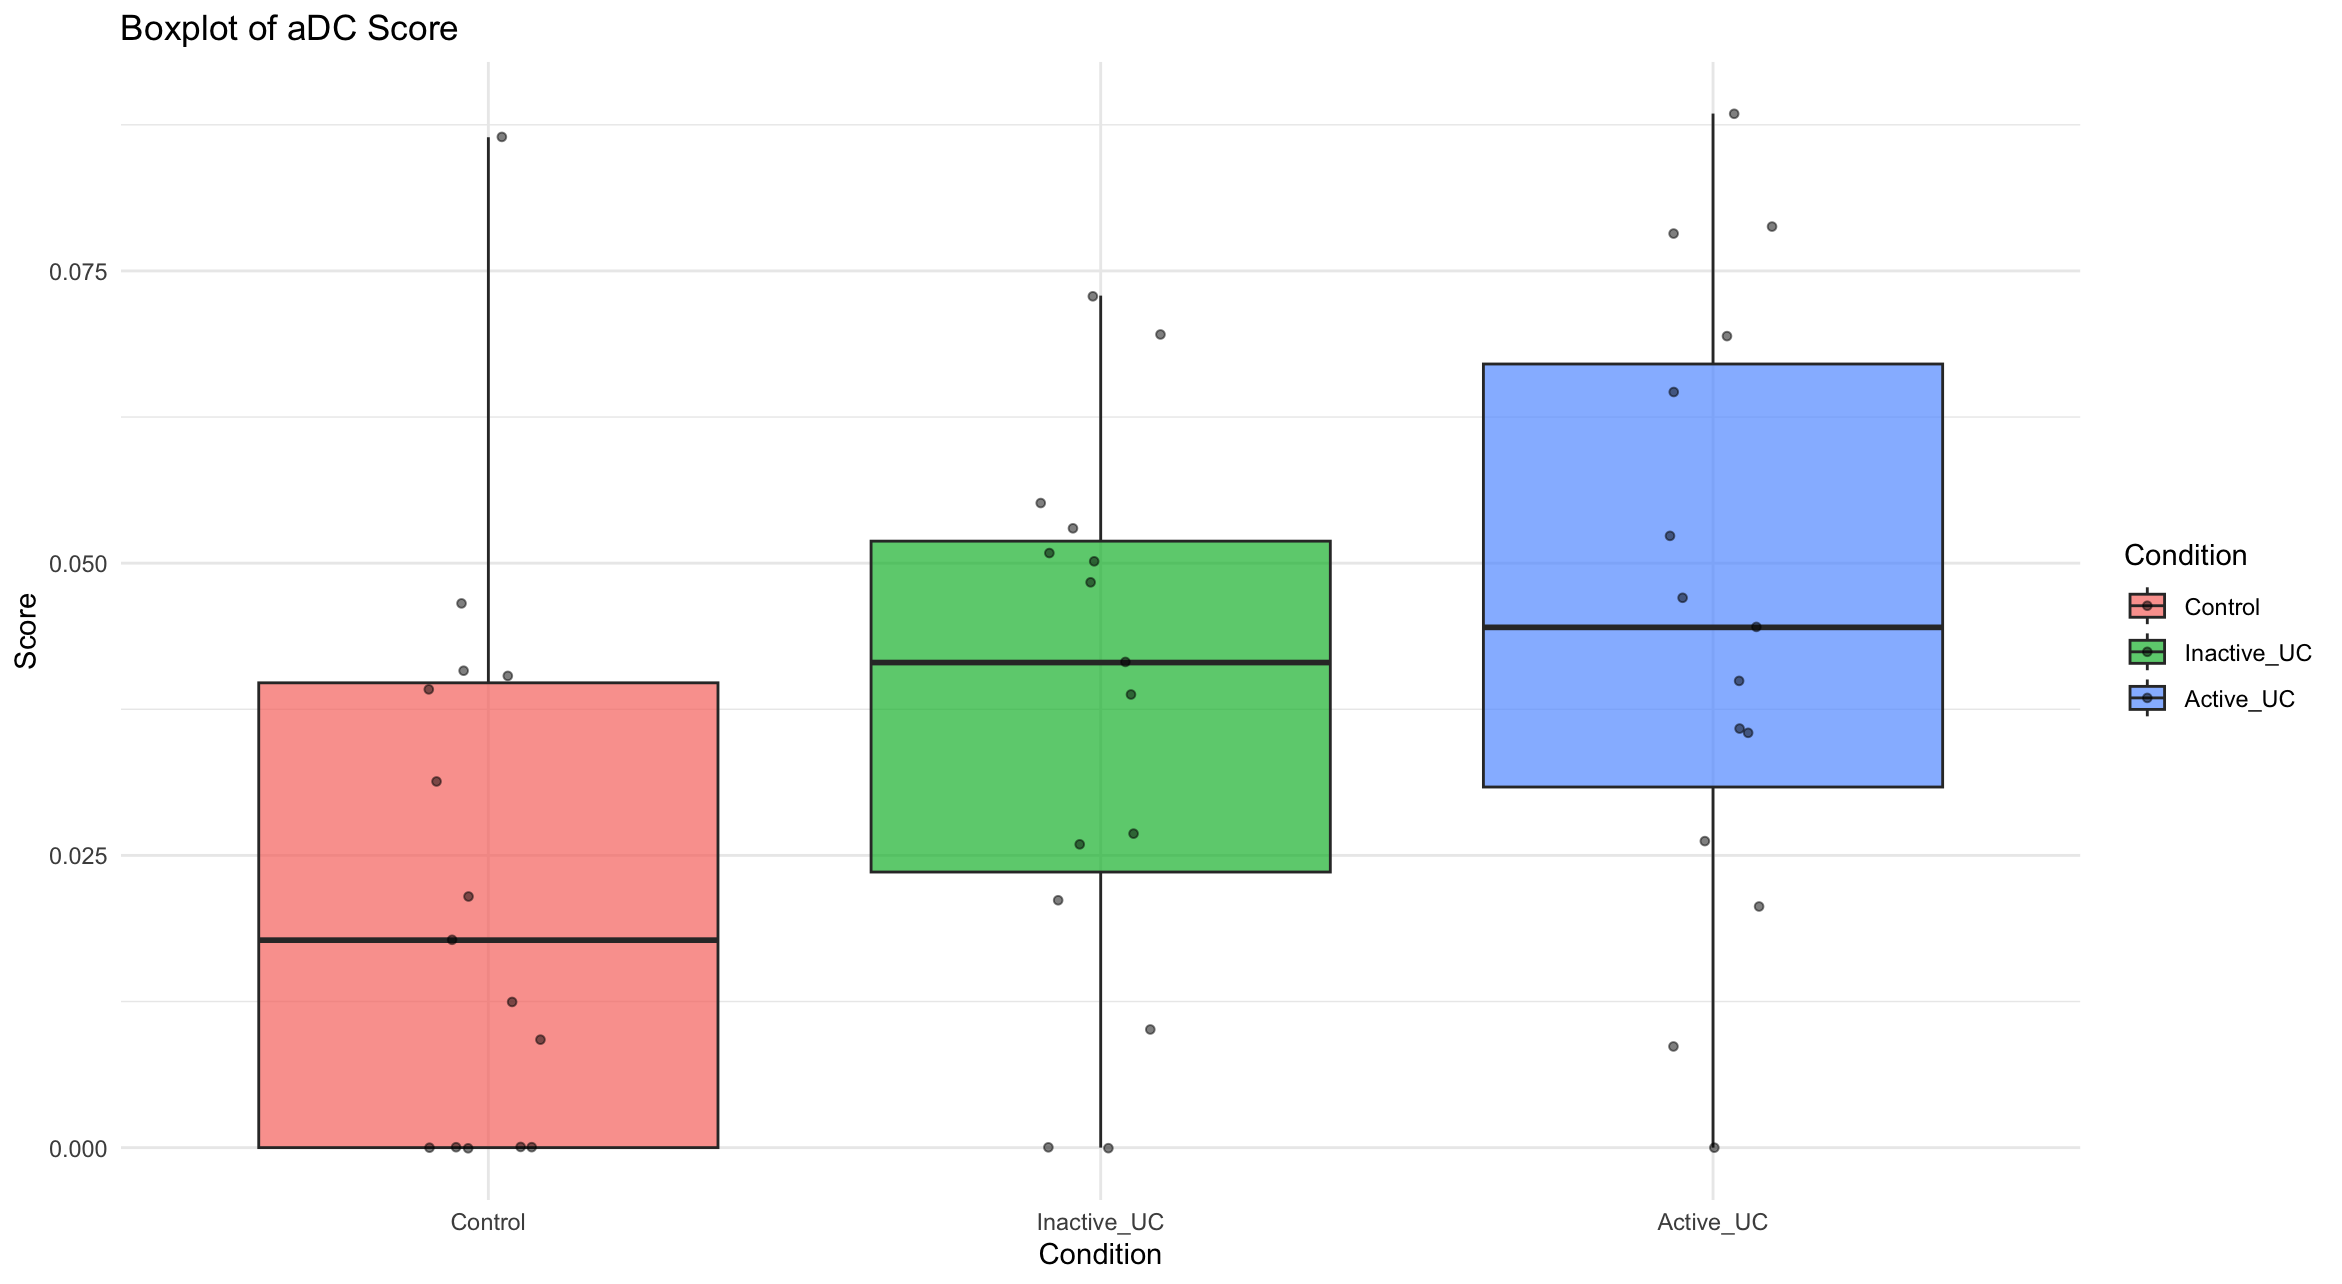 Boxplot of aDC Score
Score
0.075
0.050
0.025
0.000
Control
Inactive_UC
Active_UC
Condition
Condition
Control
Inactive_UC
Active_UC